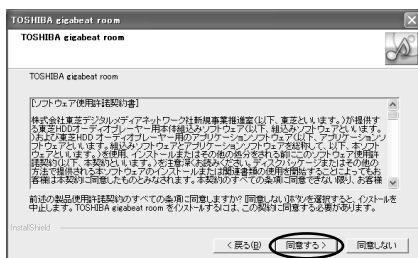 TOSHIBA gigabeat room
TOSHIBA gigabeat room
TOSHIBA gigabeat room
[ソフトウェア使用許諾契約書]
株式会社東芝デジタルメディアネットワーク社新規事業推進室(以下、東芝といいます。)が提供す
る東芝HDDオーディオプレーヤー用本体組込みソフトウェア(以下、組込みソフトウェアといいます。
)および東芝HDD オーディオプレーヤー用のアプリケーションソフトウェア(以下、アプリケーションソ
フトウェアといいます。)組込みソフトウェアとアプリケーションソフトウェアを総称して、以下、本ソフト
ウェアといいます。)を使用、インストールまたはその他の処分をされる前にこのソフトウェア使用許
諾契約(以下、本契約といいます。)を注意深くお読みください。ディスクパッケージまたはその他の
方法で提供される本ソフトウェアのインストールまたは関連書類の使用を開始することによってもお
客様は本契約に同意したものとみなされます。本契約のすべての条項に同意できない限り、お客様
前述の製品使用許諾契約のすべての条項に同意しますか? [同意しない]ボタンを選択すると、インストールを
中止します。TOSHIBA gigabeat room をインストールするには、この契約に同意する必要があります。
InstallShield
< 戻る(B)
同意する >
同意しない